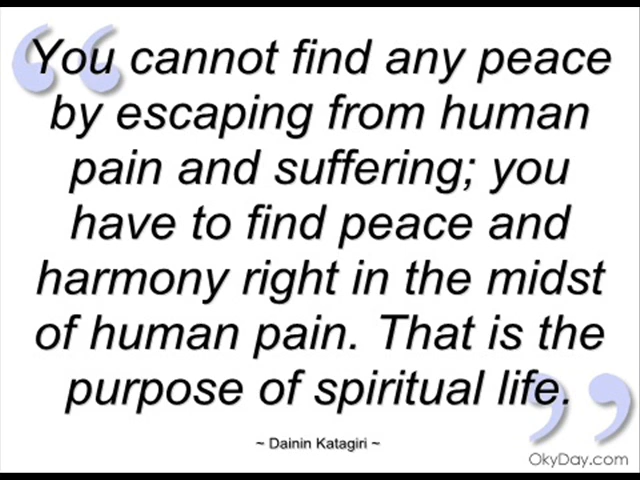 You cannot find any peace
by escaping from human
pain and suffering; you
have to find peace and
harmony right in the midst
of human pain. That is the
purpose of spiritual life.
~ Dainin Katagiri ~
OkyDay.com